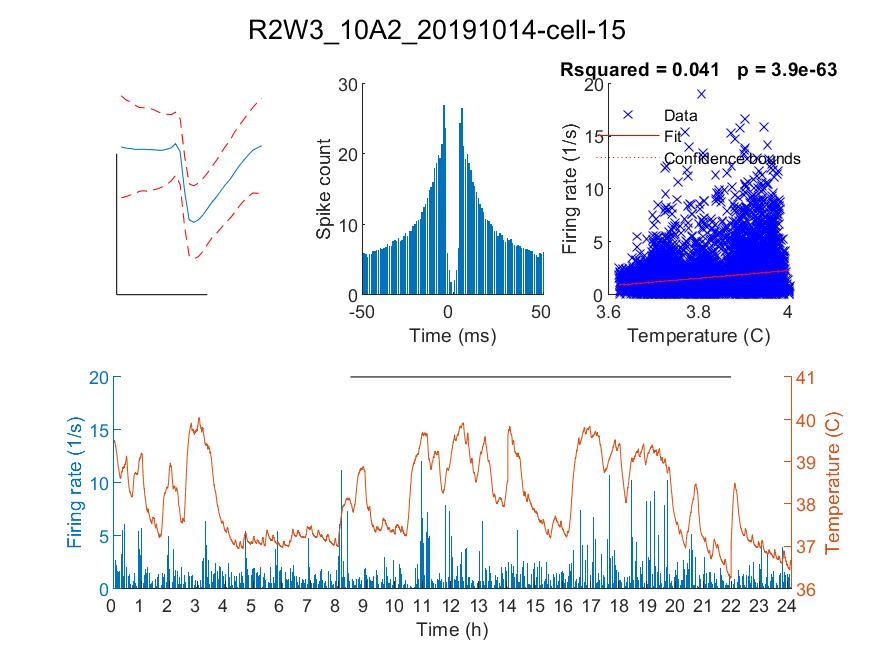 R2W3_10A2_20191014-cell-15
Rsquared = 0.041 p = 3.9e-63
30
20
10
0
Spike count
-50
0
50
Time (ms)
20
15
10
5
0
Firing rate (1/s)
Data
Fit
Confidence bounds
3.6
3.8
4
Temperature (C)
20
15
10
5
0
Firing rate (1/s)
41
40
39
38
37
36
Temperature (C)
0 1 2 3 4 5 6 7 8 9 10 11 12 13 14 15 16 17 18 19 20 21 22 23 24
Time (h)